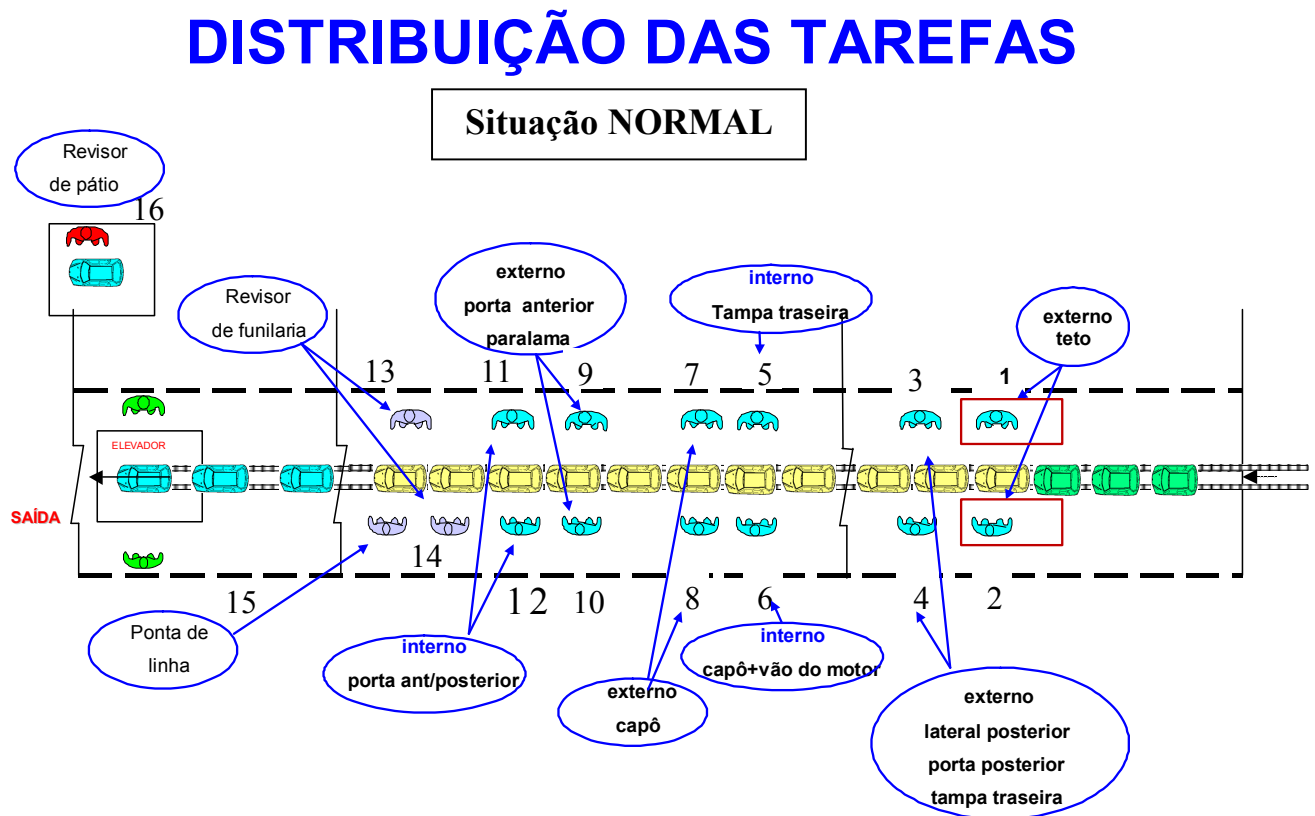 DISTRIBUIÇÃO DAS TAREFAS
Situação NORMAL
Revisor
de pátio
16
Revisor
de funilaria
externo
porta anterior
paralama
interno
Tampa traseira
externo
teto
13
11
9
7
5
3
1
ELEVADOR
SAÍDA
14
15
12
10
8
6
4
2
Ponta de
linha
interno
porta ant/posterior
externo
capô
interno
capô+vão do motor
externo
lateral posterior
porta posterior
tampa traseira